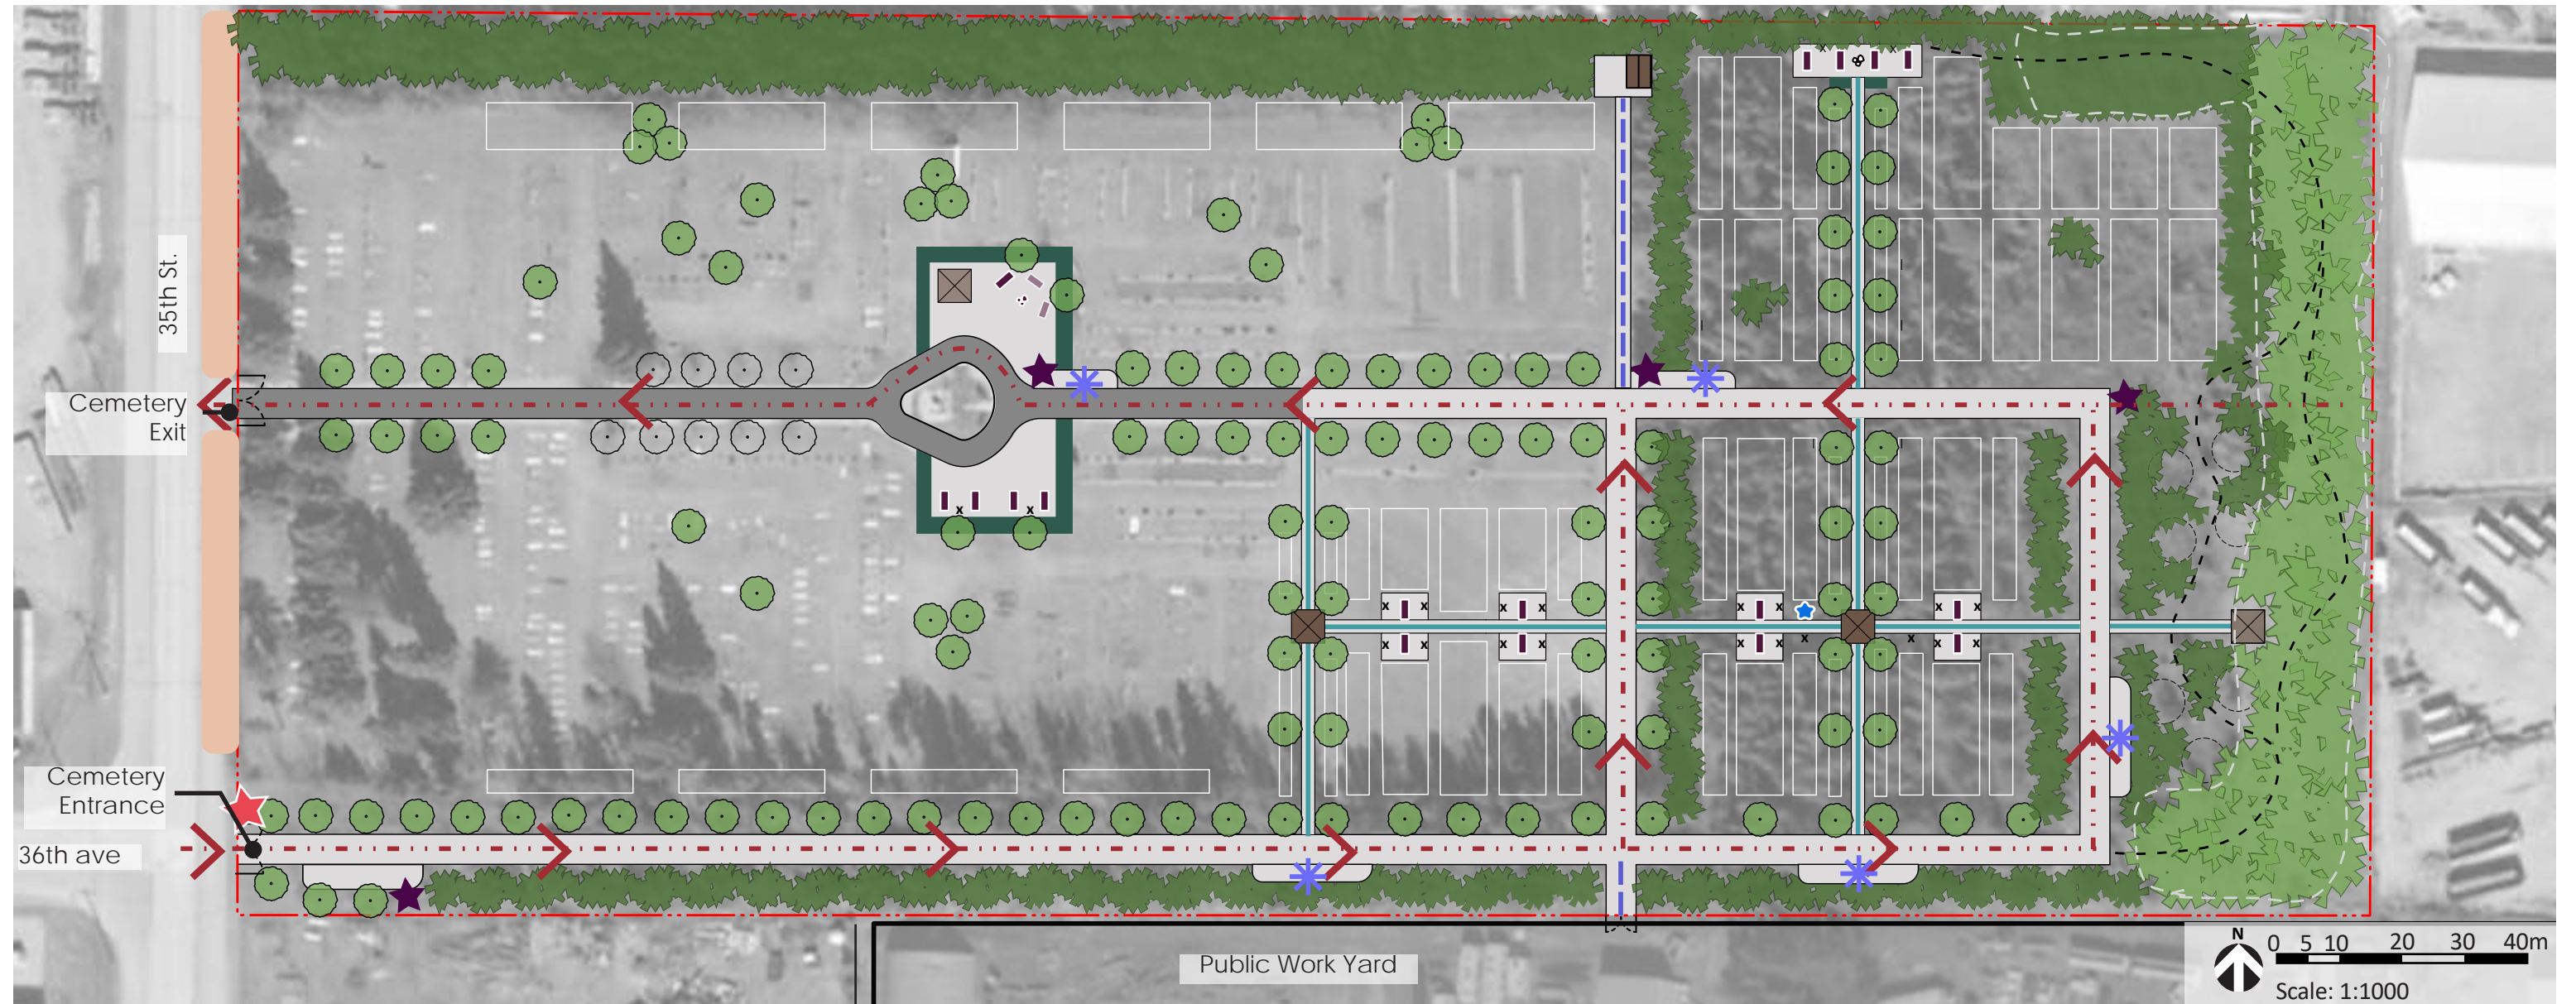 35th St.
Cemetery
Exit
Cemetery
Entrance
36th ave
Public Work Yard
N
0 5 10 20 30 40m
Scale: 1:1000